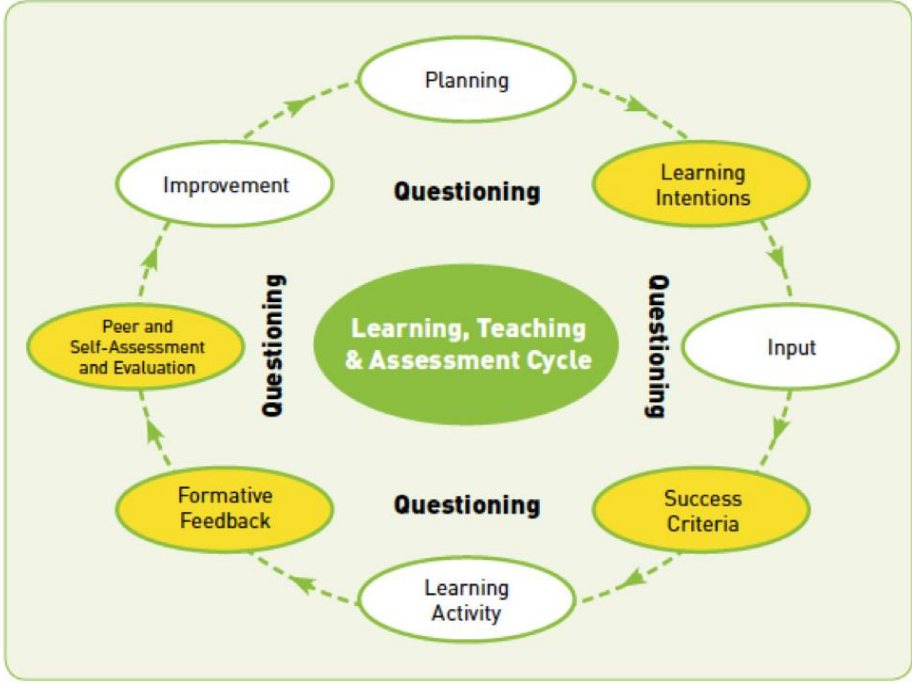 Planning
Learning
Intentions
Input
Success
Criteria
Learning
Activity
Formative
Feedback
Peer and
Self-Assessment
and Evaluation
Improvement
Questioning
Questioning
Questioning
Questioning
Learning, Teaching
& Assessment Cycle